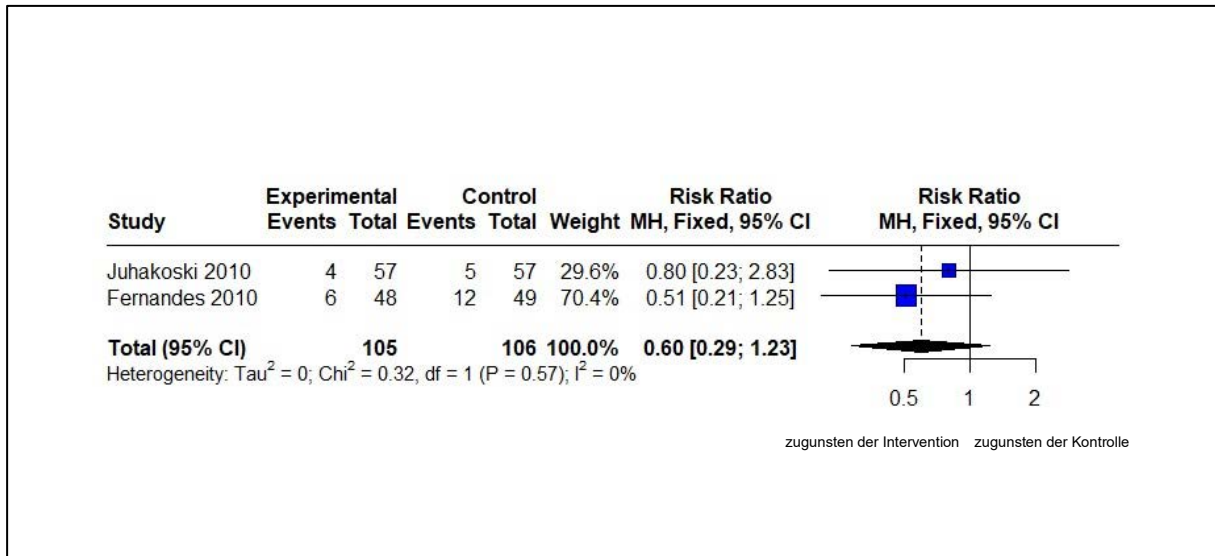 Experimental Control Risk Ratio Risk Ratio
Study Events Total Events Total Weight MH, Fixed, 95% CI MH, Fixed, 95% CI
Juhakoski 2010 4 57 5 57 29.6% 0.80 [0.23; 2.83]
Fernandes 2010 6 48 12 49 70.4% 0.51 [0.21; 1.25]
Total (95% CI) 105 106 100.0% 0.60 [0.29; 1.23]
Heterogeneity: Tau² = 0; Chi² = 0.32, df = 1 (P = 0.57); I² = 0%
0.5 1 2
zugunsten der Intervention zugunsten der Kontrolle